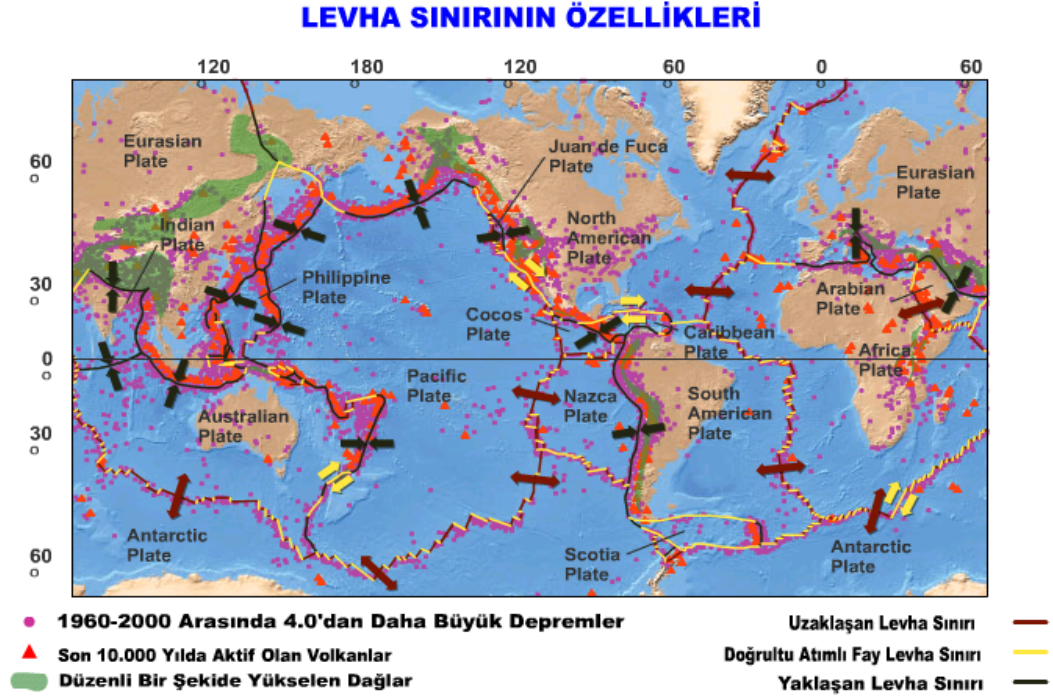 LEVHA SINIRININ ÖZELLİKLERİ
120 180 120 60 0 60
o o o o o o
60
o
30
o
0
o
30
o
60
o
Eurasian
Plate
Indian
Plate
Philippine
Plate
Juan de Fuca
Plate
North
American
Plate
Eurasian
Plate
Arabian
Plate
Cocos
Plate
Caribbean
Plate
Africa
Plate
Pacific
Plate
Nazca
Plate
South
American
Plate
Australian
Plate
Antarctic
Plate
Scotia
Plate
Antarctic
Plate
1960-2000 Arasında 4.0'dan Daha Büyük Depremler
Son 10.000 Yılda Aktif Olan Volkanlar
Düzenli Bir Şekide Yükselen Dağlar
Uzaklaşan Levha Sınırı
Doğrultu Atımlı Fay Levha Sınırı
Yaklaşan Levha Sınırı